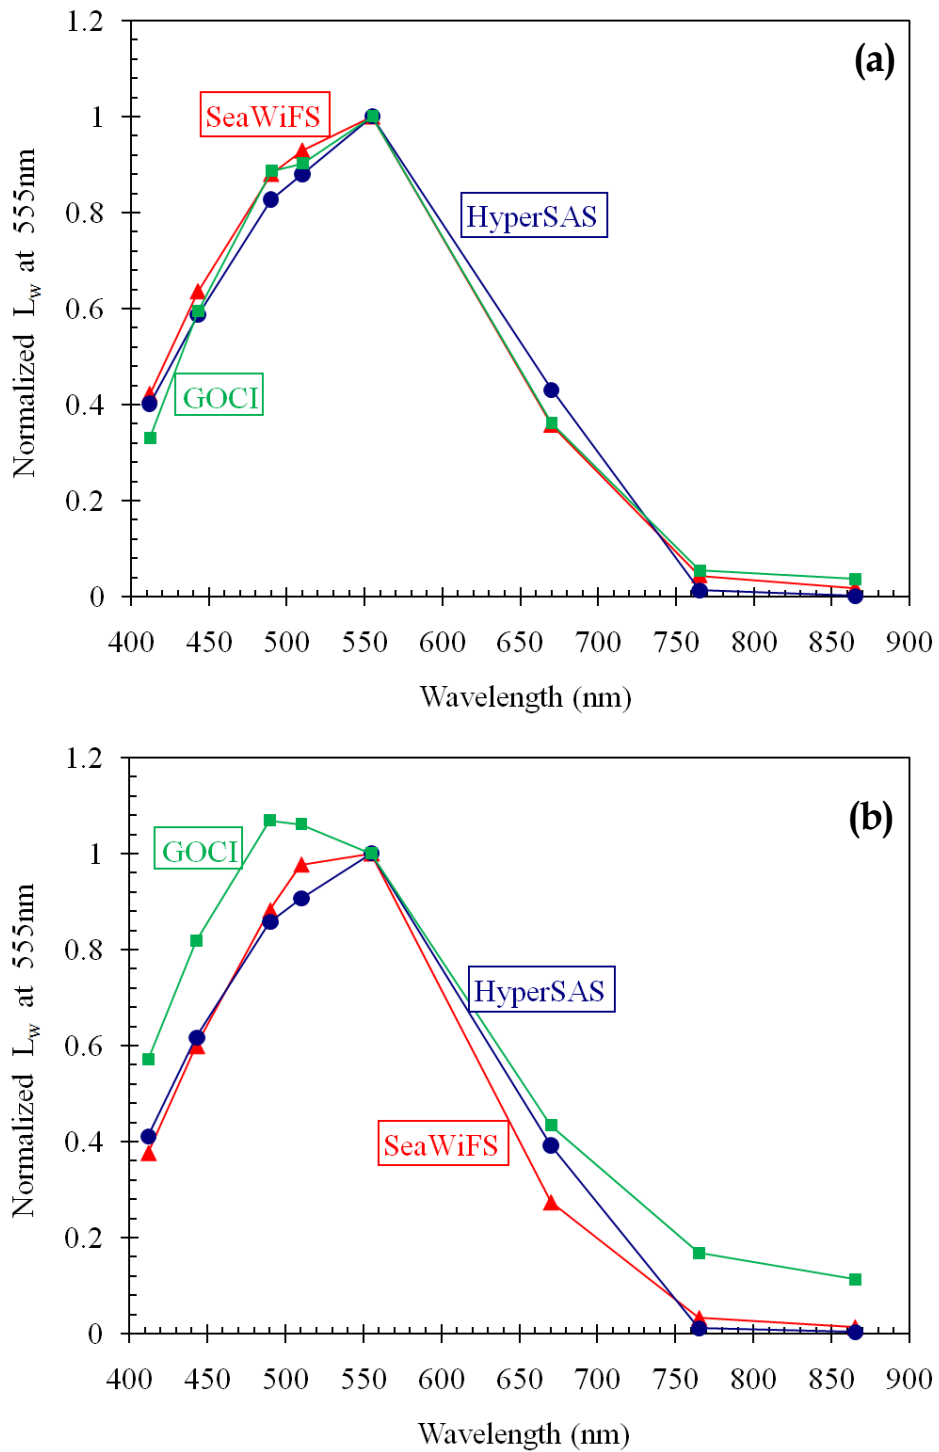 (a)
1.2
1
0.8
0.6
0.4
0.2
0
Normalized Lw at 555nm
SeaWiFS
HyperSAS
GOCI
400 450 500 550 600 650 700 750 800 850 900
Wavelength (nm)
(b)
1.2
1
0.8
0.6
0.4
0.2
0
Normalized Lw at 555nm
GOCI
HyperSAS
SeaWiFS
400 450 500 550 600 650 700 750 800 850 900
Wavelength (nm)